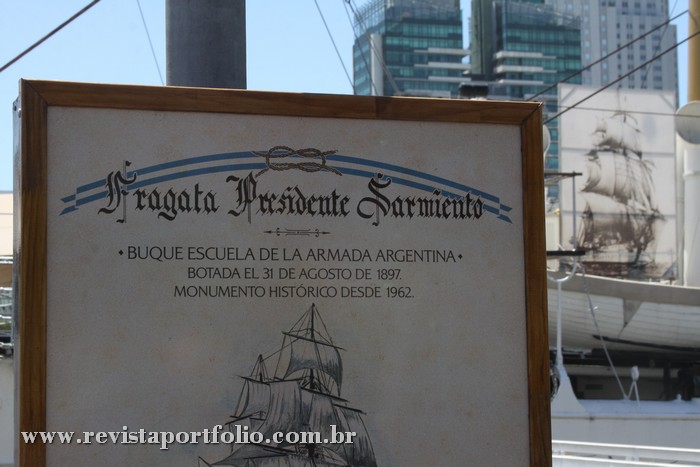 Fragata Presidente Sarmiento
• BUQUE ESCUELA DE LA ARMADA ARGENTINA •
BOTADA EL 31 DE AGOSTO DE 1897.
MONUMENTO HISTÓRICO DESDE 1962.
www.revistaportfolio.com.br